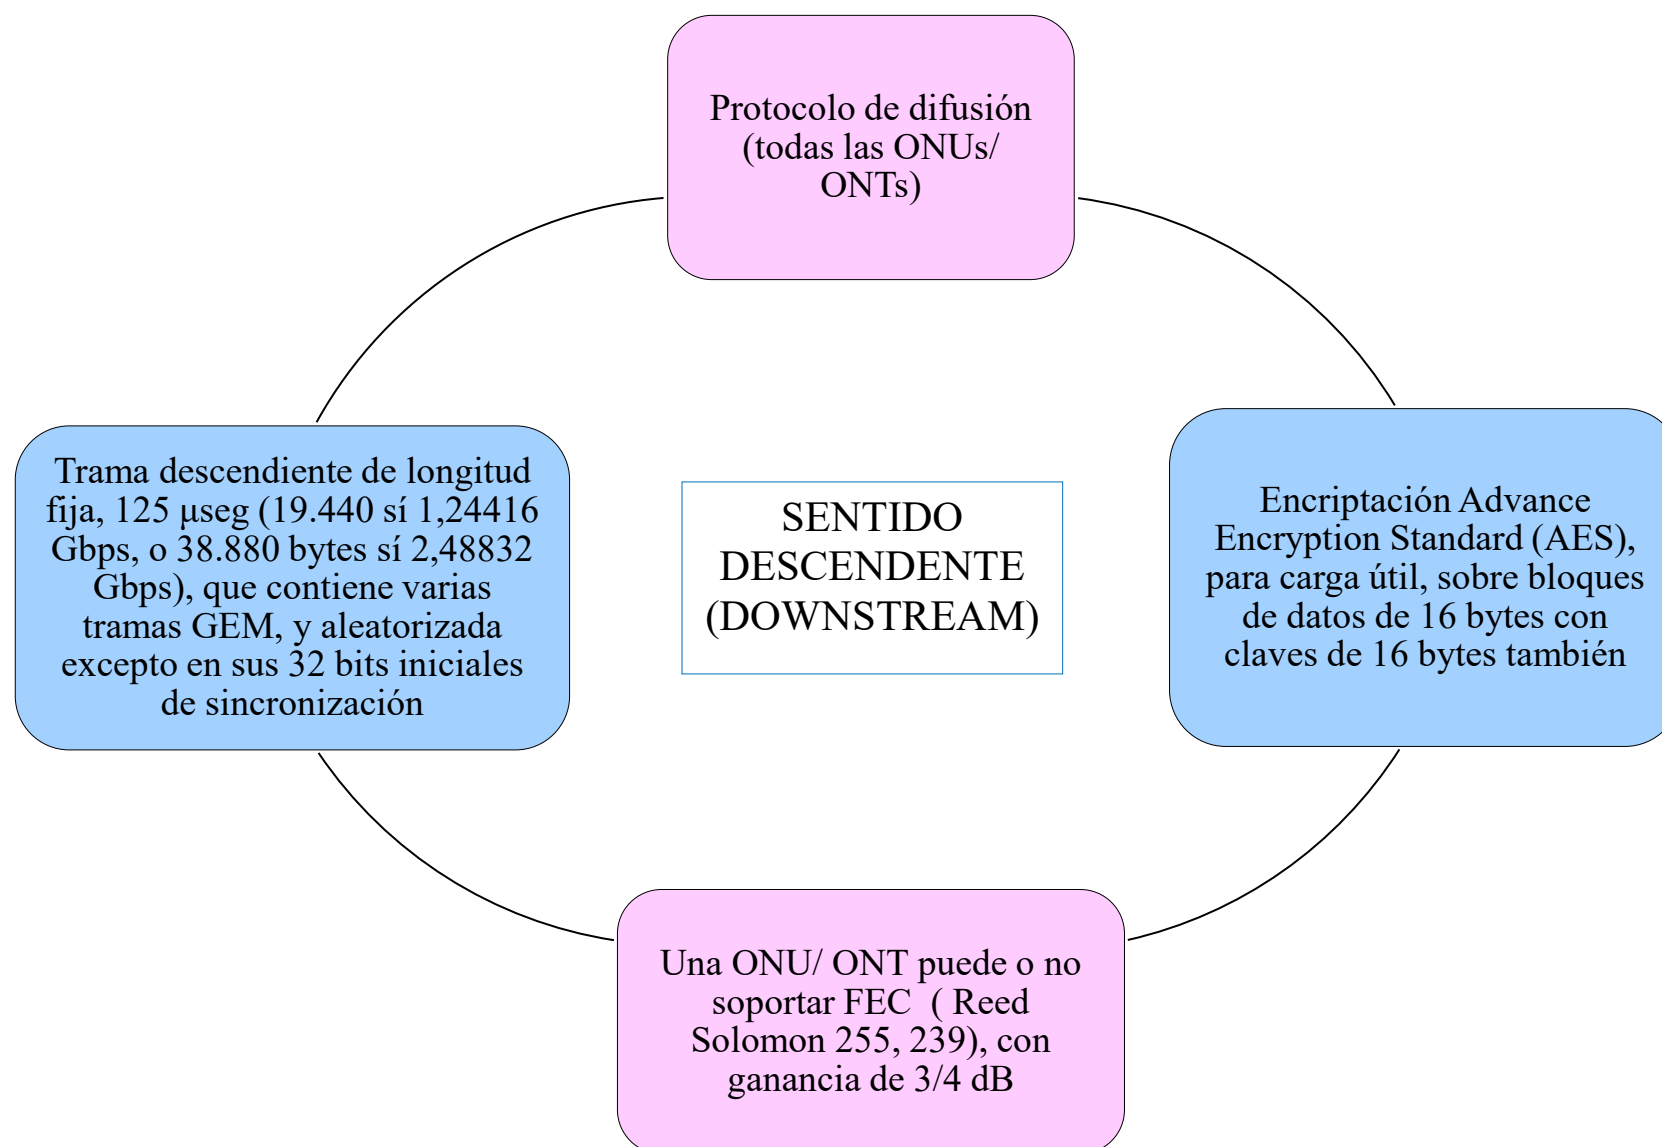 Protocolo de difusión
(todas las ONUs/
ONTs)
Trama descendiente de longitud
fija, 125 μseg (19.440 sí 1,24416
Gbps, o 38.880 bytes sí 2,48832
Gbps), que contiene varias
tramas GEM, y aleatorizada
excepto en sus 32 bits iniciales
de sincronización
SENTIDO
DESCENDENTE
(DOWNSTREAM)
Encriptación Advance
Encryption Standard (AES),
para carga útil, sobre bloques
de datos de 16 bytes con
claves de 16 bytes también
Una ONU/ ONT puede o no
soportar FEC  ( Reed
Solomon 255, 239), con
ganancia de 3/4 dB